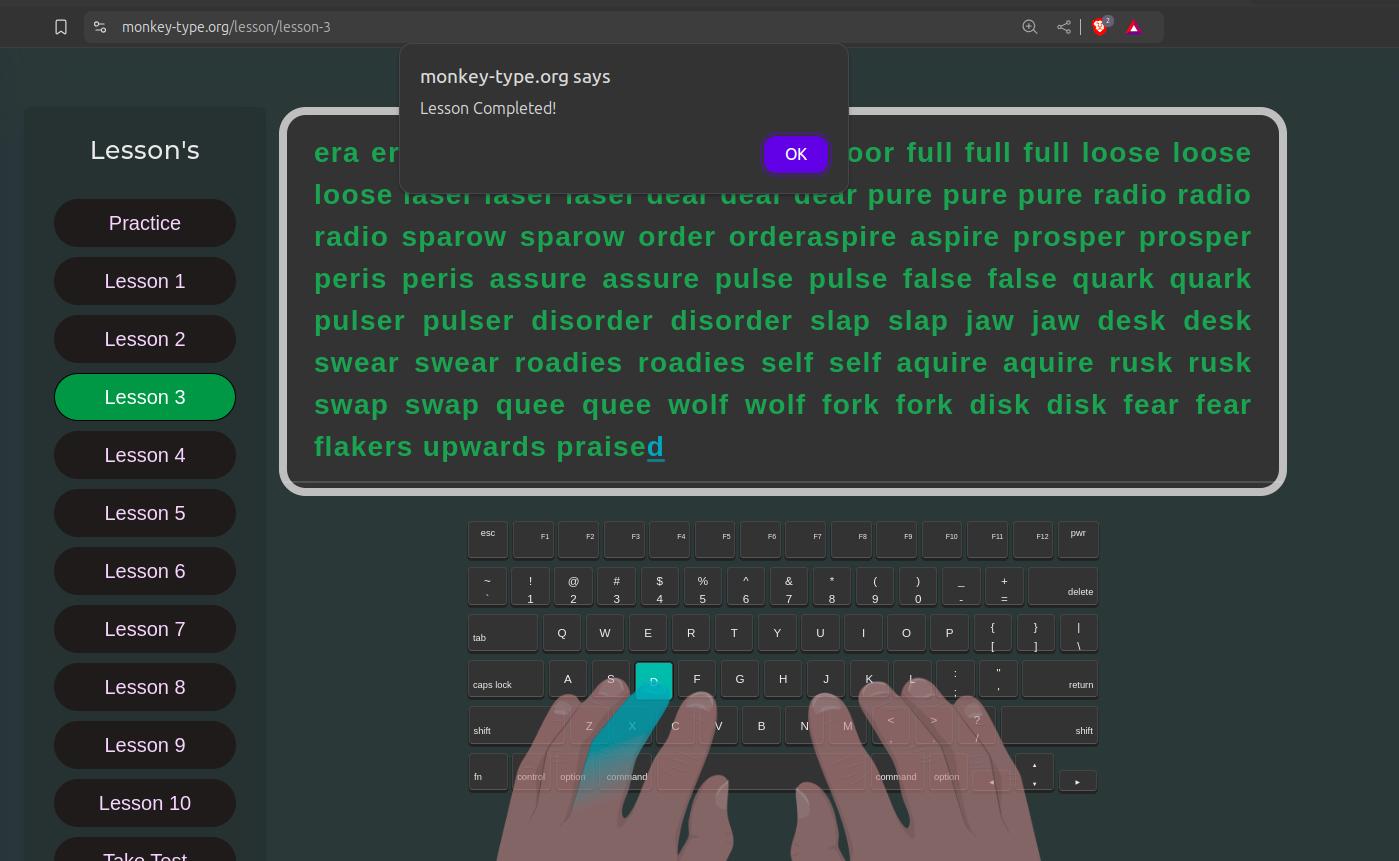 monkey-type.org/lesson/lesson-3
2
monkey-type.org says
Lesson Completed!
OK
Lesson's
Practice
Lesson 1
Lesson 2
Lesson 3
Lesson 4
Lesson 5
Lesson 6
Lesson 7
Lesson 8
Lesson 9
Lesson 10
Take Test
era full full full loose loose
loose laser laser laser dear dear dear pure pure pure radio radio
radio sparow sparow order orderaspire aspire prosper prosper
peris peris assure assure pulse pulse false false quark quark
pulser pulser disorder disorder slap slap jaw jaw desk desk
swear swear roadies roadies self self aquire aquire rusk rusk
swap swap quee quee wolf wolf fork fork disk disk fear fear
flakers upwards praised
esc F1 F2 F3 F4 F5 F6 F7 F8 F9 F10 F11 F12 pwr
~ ! @ # $ % ^ & * ( ) _ +
` 1 2 3 4 5 6 7 8 9 0 - = delete
tab Q W E R T Y U I O P { } |
[ ] \
caps lock A S D F G H J K L : "
; ' return
shift Z X C V B N M < > ? shift
, . /
fn control option command command option